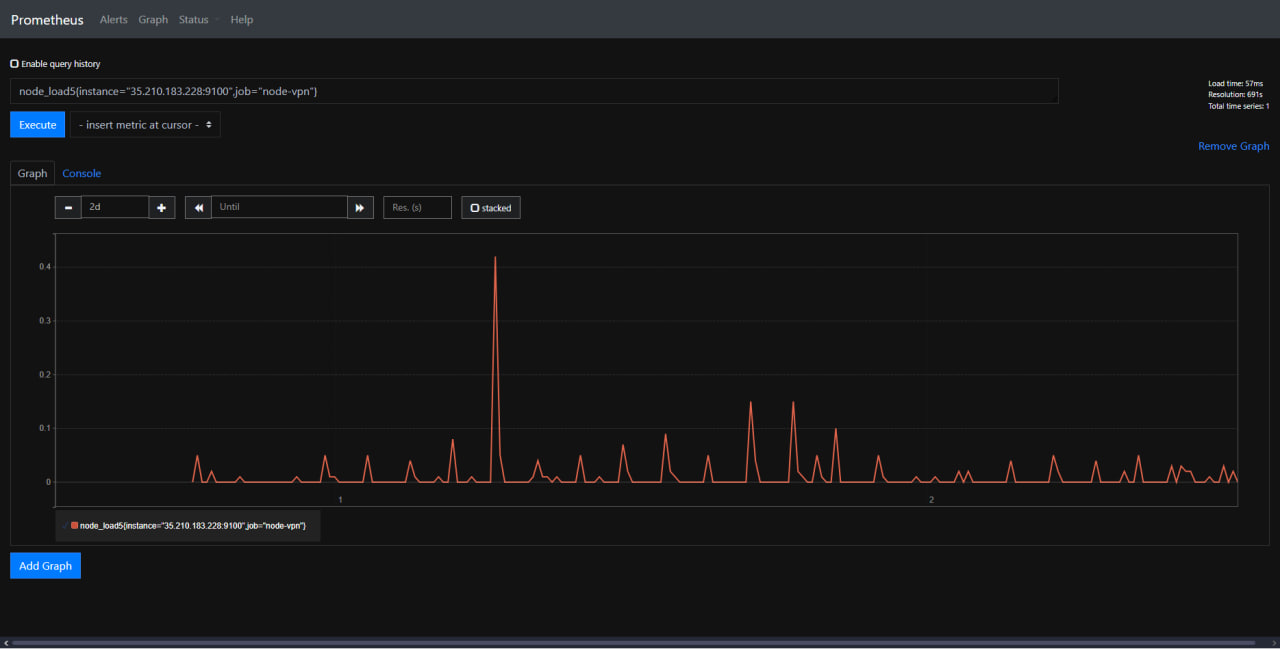 Prometheus Alerts Graph Status Help
Enable query history
node_load5{instance="35.210.183.228:9100",job="node-vpn"}
Load time: 57ms
Resolution: 691s
Total time series: 1
Execute - insert metric at cursor -
Remove Graph
Graph Console
2d Until Res. (s) stacked
0.4
0.3
0.2
0.1
0
1 2
node_load5{instance="35.210.183.228:9100",job="node-vpn"}
Add Graph